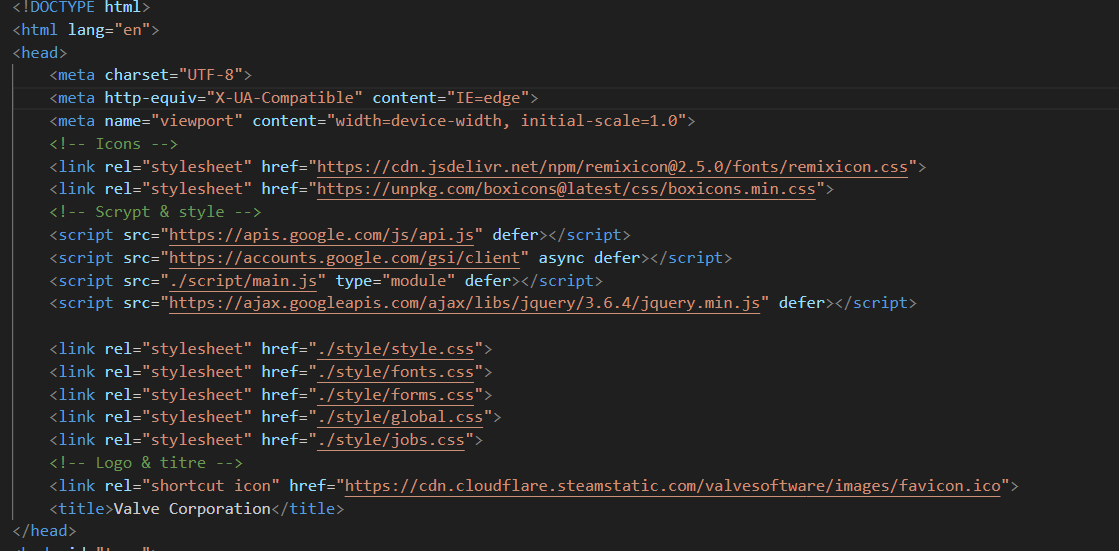 <!DOCTYPE html>
<html lang="en">
<head>
    <meta charset="UTF-8">
    <meta http-equiv="X-UA-Compatible" content="IE=edge">
    <meta name="viewport" content="width=device-width, initial-scale=1.0">
    <!-- Icons -->
    <link rel="stylesheet" href="https://cdn.jsdelivr.net/npm/remixicon@2.5.0/fonts/remixicon.css">
    <link rel="stylesheet" href="https://unpkg.com/boxicons@latest/css/boxicons.min.css">
    <!-- Scrypt & style -->
    <script src="https://apis.google.com/js/api.js" defer></script>
    <script src="https://accounts.google.com/gsi/client" async defer></script>
    <script src="./script/main.js" type="module" defer></script>
    <script src="https://ajax.googleapis.com/ajax/libs/jquery/3.6.4/jquery.min.js" defer></script>

    <link rel="stylesheet" href="./style/style.css">
    <link rel="stylesheet" href="./style/fonts.css">
    <link rel="stylesheet" href="./style/forms.css">
    <link rel="stylesheet" href="./style/global.css">
    <link rel="stylesheet" href="./style/jobs.css">
    <!-- Logo & titre -->
    <link rel="shortcut icon" href="https://cdn.cloudflare.steamstatic.com/valvesoftware/images/favicon.ico">
    <title>Valve Corporation</title>
</head>